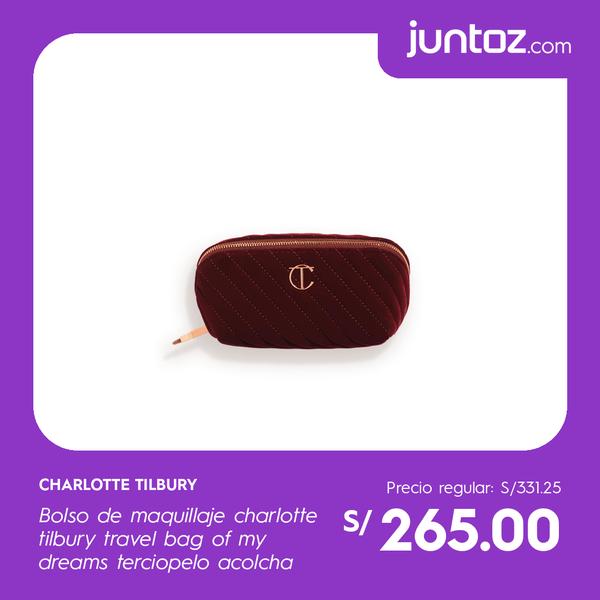 juntoz.com
CT
CHARLOTTE TILBURY
Bolso de maquillaje charlotte
tilbury travel bag of my
dreams terciopelo acolcha
Precio regular: S/331.25
S/ 265.00